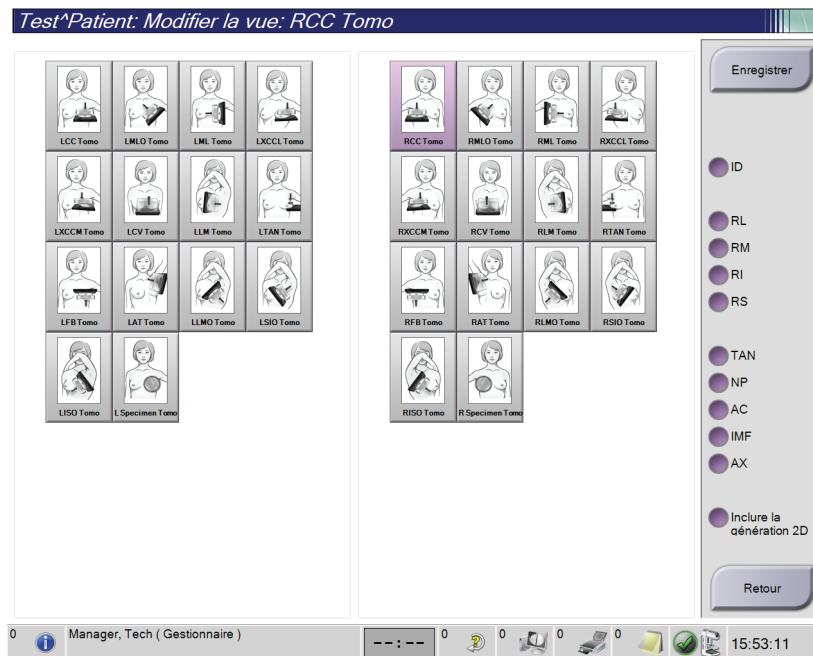 Test^Patient: Modifier la vue: RCC Tomo
LCC Tomo LMLO Tomo LML Tomo LXCCL Tomo
LXCCM Tomo LCV Tomo LLM Tomo LTAN Tomo
LFB Tomo LAT Tomo LLMO Tomo LSIO Tomo
LISO Tomo L Specimen Tomo
RCC Tomo RMLO Tomo RML Tomo RXCCL Tomo
RXCCM Tomo RCV Tomo RLM Tomo RTAN Tomo
RFB Tomo RAT Tomo RLMO Tomo RSIO Tomo
RISO Tomo R Specimen Tomo
Enregistrer
ID
RL
RM
RI
RS
TAN
NP
AC
IMF
AX
Inclure la
génération 2D
Retour
0 Manager, Tech ( Gestionnaire ) --:-- 0 0 0 0 15:53:11